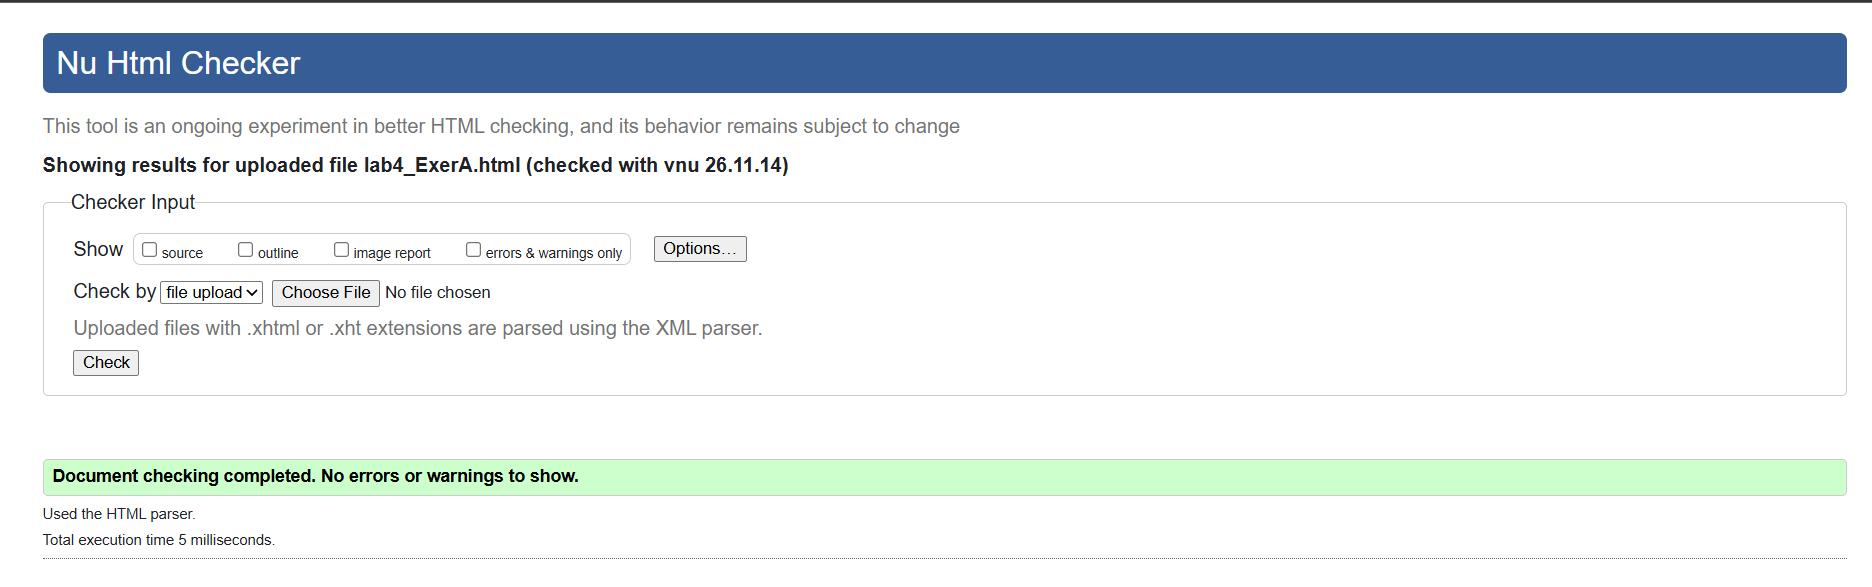 Nu Html Checker
This tool is an ongoing experiment in better HTML checking, and its behavior remains subject to change
Showing results for uploaded file lab4_ExerA.html (checked with vnu 26.11.14)
Checker Input
Show source outline image report errors & warnings only Options...
Check by file upload Choose File No file chosen
Uploaded files with .xhtml or .xht extensions are parsed using the XML parser.
Check
Document checking completed. No errors or warnings to show.
Used the HTML parser.
Total execution time 5 milliseconds.